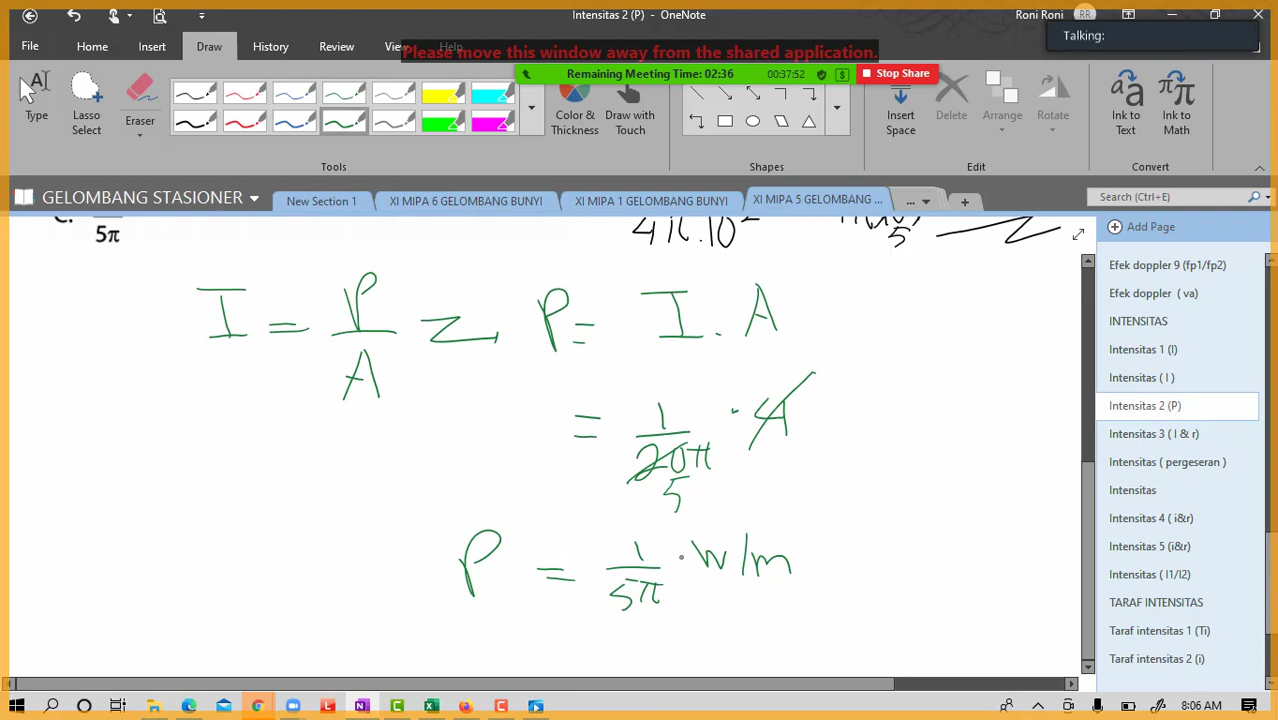 Intensitas 2 (P) - OneNote
Roni Roni RR
Talking:
File Home Insert Draw History Review View Help
Please move this window away from the shared application.
Remaining Meeting Time: 02:36 00:37:52 Stop Share
Type
Lasso Select
Eraser
Color & Thickness
Draw with Touch
Insert Space
Delete
Arrange
Rotate
Ink to Text
Ink to Math
Tools Shapes Edit Convert
GELOMBANG STASIONER
New Section 1
XI MIPA 6 GELOMBANG BUNYI
XI MIPA 1 GELOMBANG BUNYI
XI MIPA 5 GELOMBANG ...
...
Search (Ctrl+E)
5π
4π.10²
5
I = P/A
P = I . A
= 1/20π . 4
5
P = 1/5π W/m
Add Page
Efek doppler 9 (fp1/fp2)
Efek doppler ( va)
INTENSITAS
Intensitas 1 (I)
Intensitas ( I )
Intensitas 2 (P)
Intensitas 3 ( I & r)
Intensitas ( pergeseran )
Intensitas
Intensitas 4 ( i&r)
Intensitas 5 (i&r)
Intensitas ( I1/I2)
TARAF INTENSITAS
Taraf intensitas 1 (Ti)
Taraf intensitas 2 (i)
8:06 AM